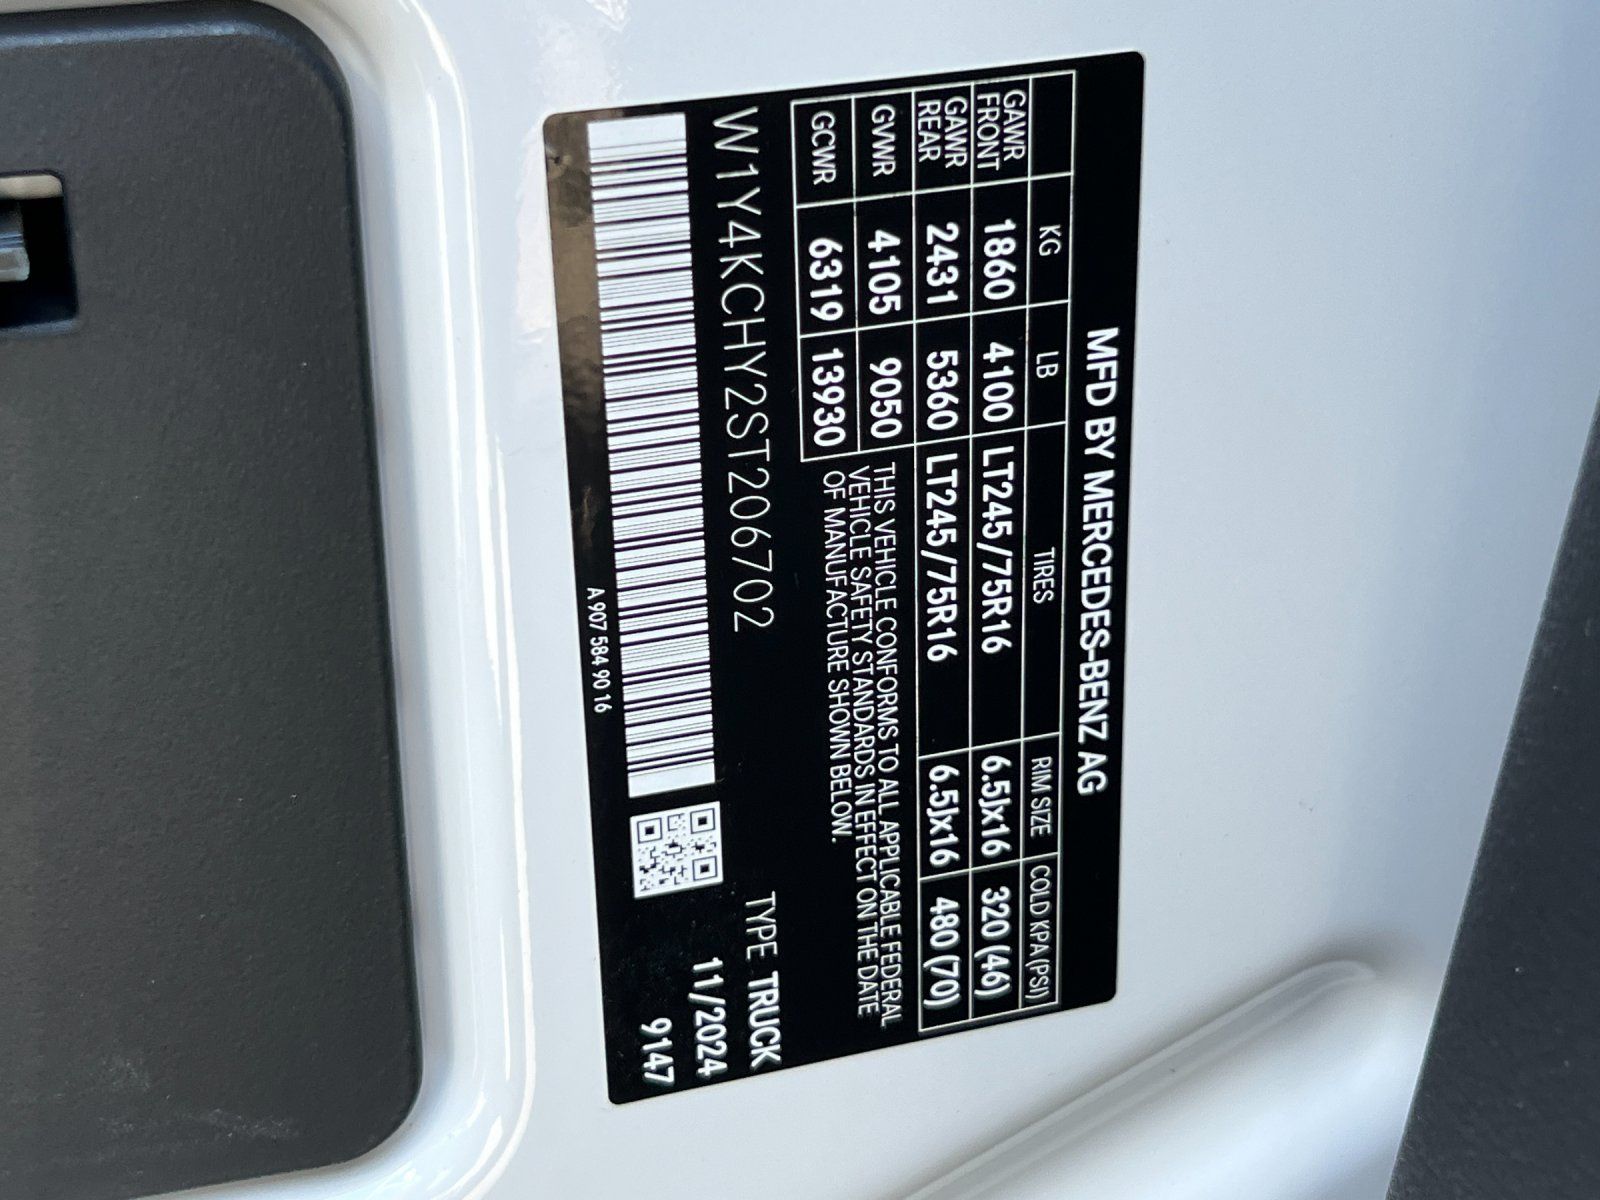 MFD BY MERCEDES-BENZ AG
KG LB TIRES RIM SIZE COLD KPA (PSI)
GAWR FRONT 1860 4100 LT245/75R16 6.5Jx16 320 (46)
GAWR REAR 2431 5360 LT245/75R16 6.5Jx16 480 (70)
GVWR 4105 9050
GCWR 6319 13930
THIS VEHICLE CONFORMS TO ALL APPLICABLE FEDERAL
VEHICLE SAFETY STANDARDS IN EFFECT ON THE DATE
OF MANUFACTURE SHOWN BELOW.
W1Y4KCHY2ST206702
TYPE TRUCK
11/2024
9147
A 907 584 90 16